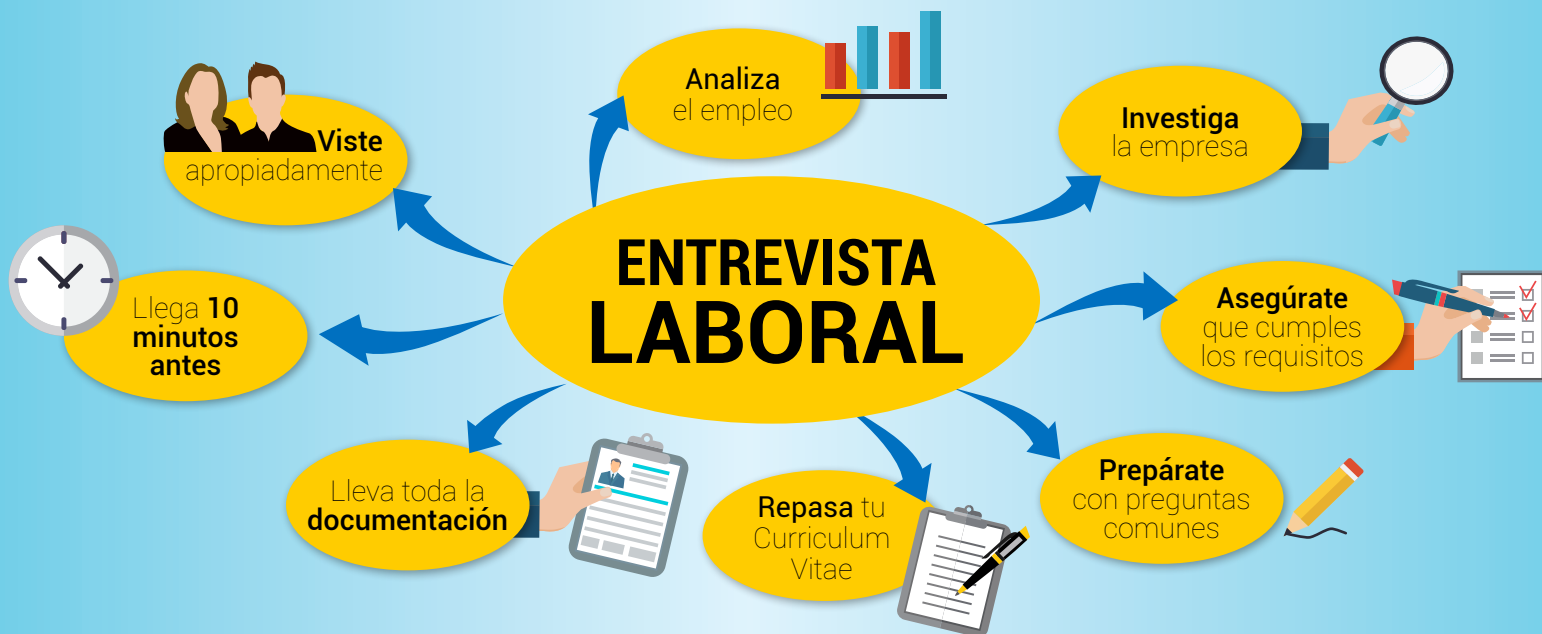 ENTREVISTA
LABORAL
Analiza
el empleo
Investiga
la empresa
Asegúrate
que cumples
los requisitos
Prepárate
con preguntas
comunes
Repasa tu
Curriculum
Vitae
Lleva toda la
documentación
Llega 10
minutos
antes
Viste
apropiadamente